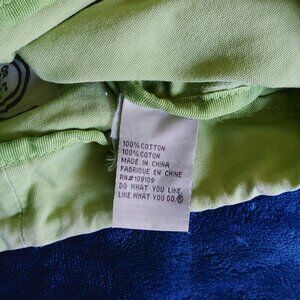 100% COTTON
100% COTON
MADE IN CHINA
FABRIQUE EN CHINE
RN#109109
DO WHAT YOU LIKE
LIKE WHAT YOU DO.®